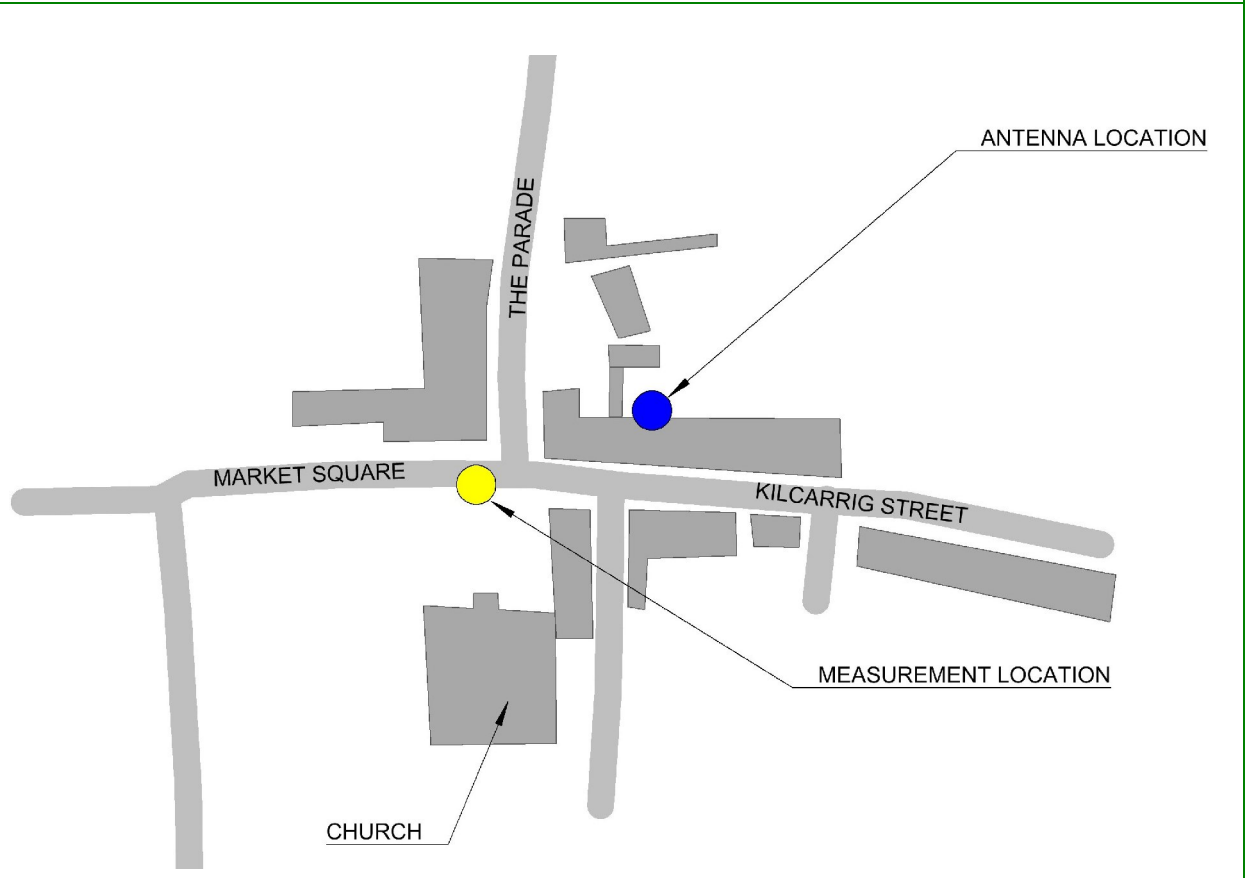 ANTENNA LOCATION
THE PARADE
MARKET SQUARE
KILCARRIG STREET
MEASUREMENT LOCATION
CHURCH